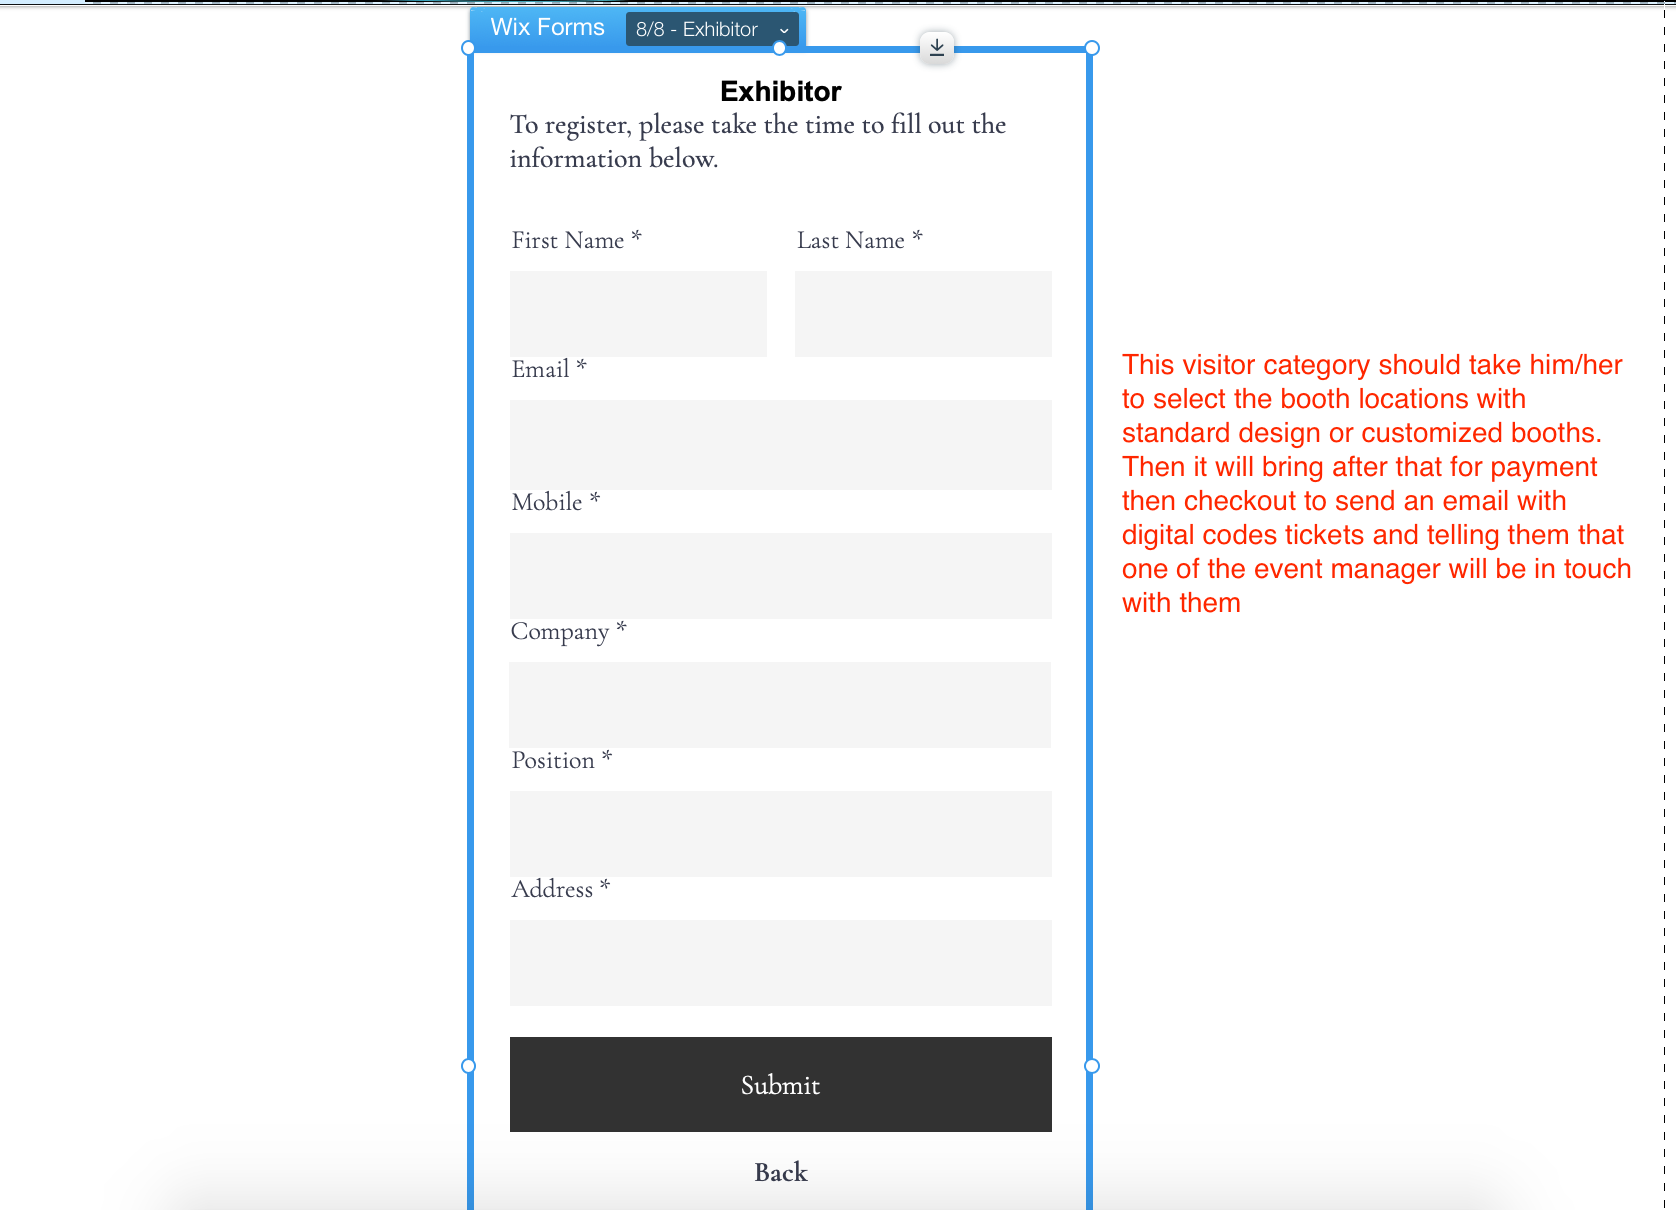 Wix Forms
8/8 - Exhibitor
Exhibitor
To register, please take the time to fill out the
information below.
First Name *
Last Name *
Email *
Mobile *
Company *
Position *
Address *
Submit
Back
This visitor category should take him/her
to select the booth locations with
standard design or customized booths.
Then it will bring after that for payment
then checkout to send an email with
digital codes tickets and telling them that
one of the event manager will be in touch
with them